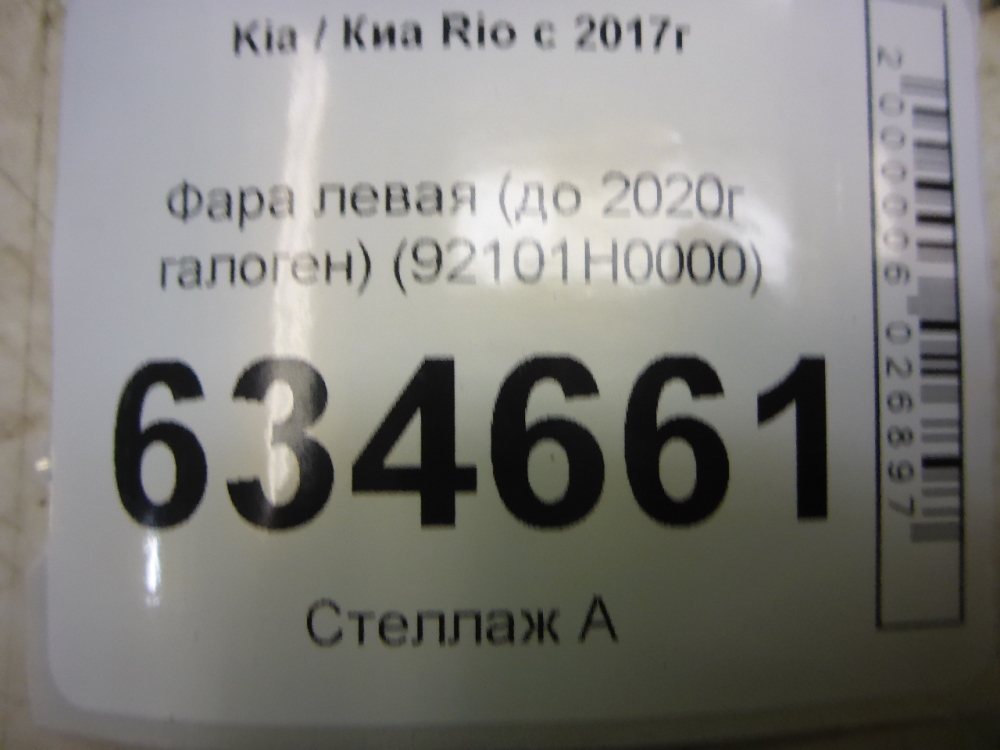 Kia / Киа Rio с 2017г
Фара левая (до 2020г
галоген) (92101H0000)
634661
Стеллаж А
2000006026897